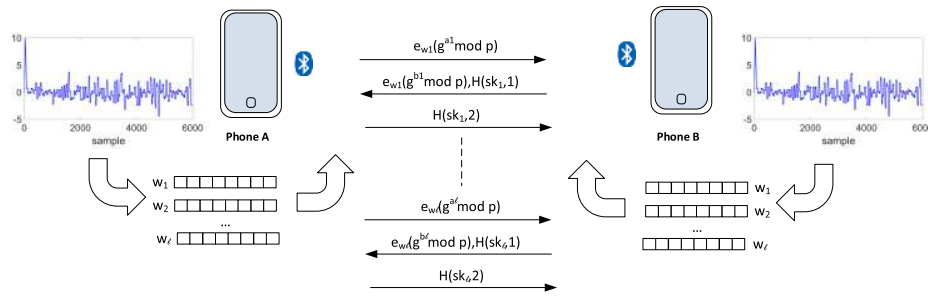 10
5
0
-5
0 2000 4000 6000
sample
Phone A
w₁
w₂
...
wℓ
e_w1(g^a1 mod p)
e_w1(g^b1 mod p),H(sk₁,1)
H(sk₁,2)
e_wℓ(g^aℓ mod p)
e_wℓ(g^bℓ mod p),H(skℓ,1)
H(skℓ,2)
Phone B
10
5
0
-5
0 2000 4000 6000
sample
w₁
w₂
...
wℓ